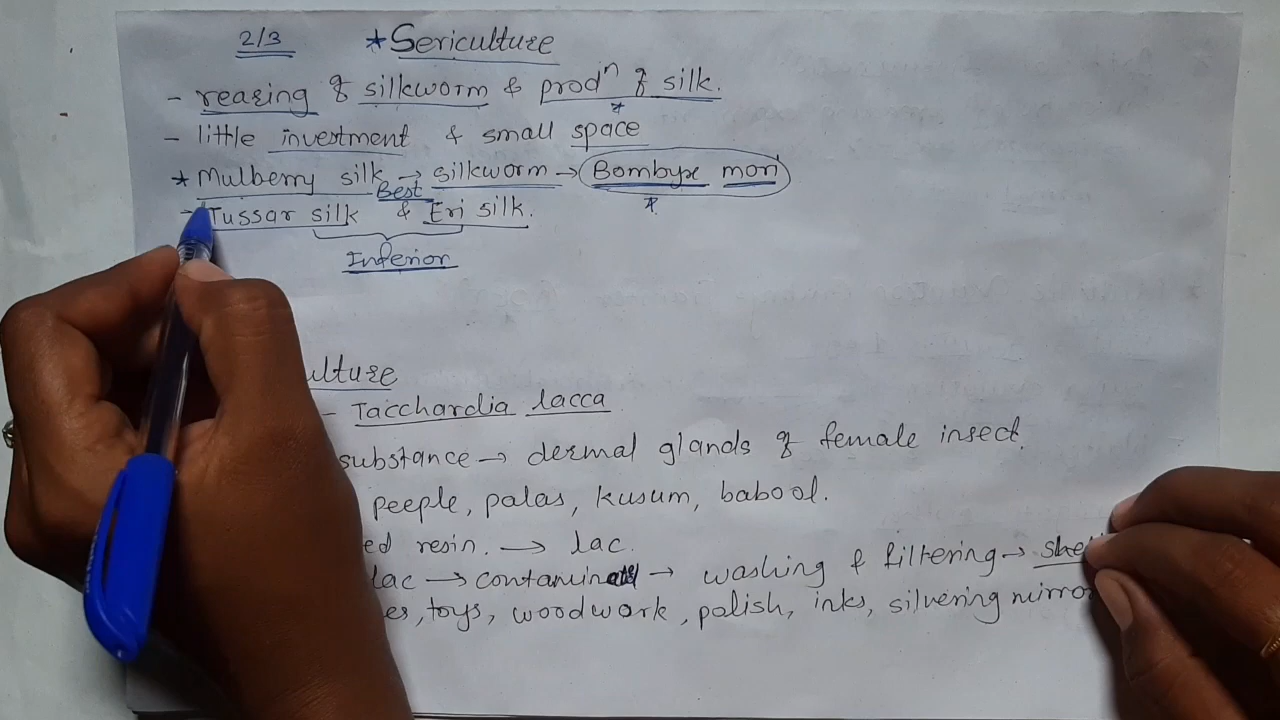 2/3 * Sericulture
- rearing of silkworm & prodⁿ of silk.
*
- little investment & small space
* Mulberry silk → silkworm → Bombyx mori
Best *
- Tussar silk & Eri silk.
Inferior
ulture
- Tacchardia lacca
substance → dermal glands of female insect.
peeple, palas, kusum, babool.
ed resin. → lac.
lac → → washing & filtering → she
es, toys, woodwork, polish, inks, silvering mirro